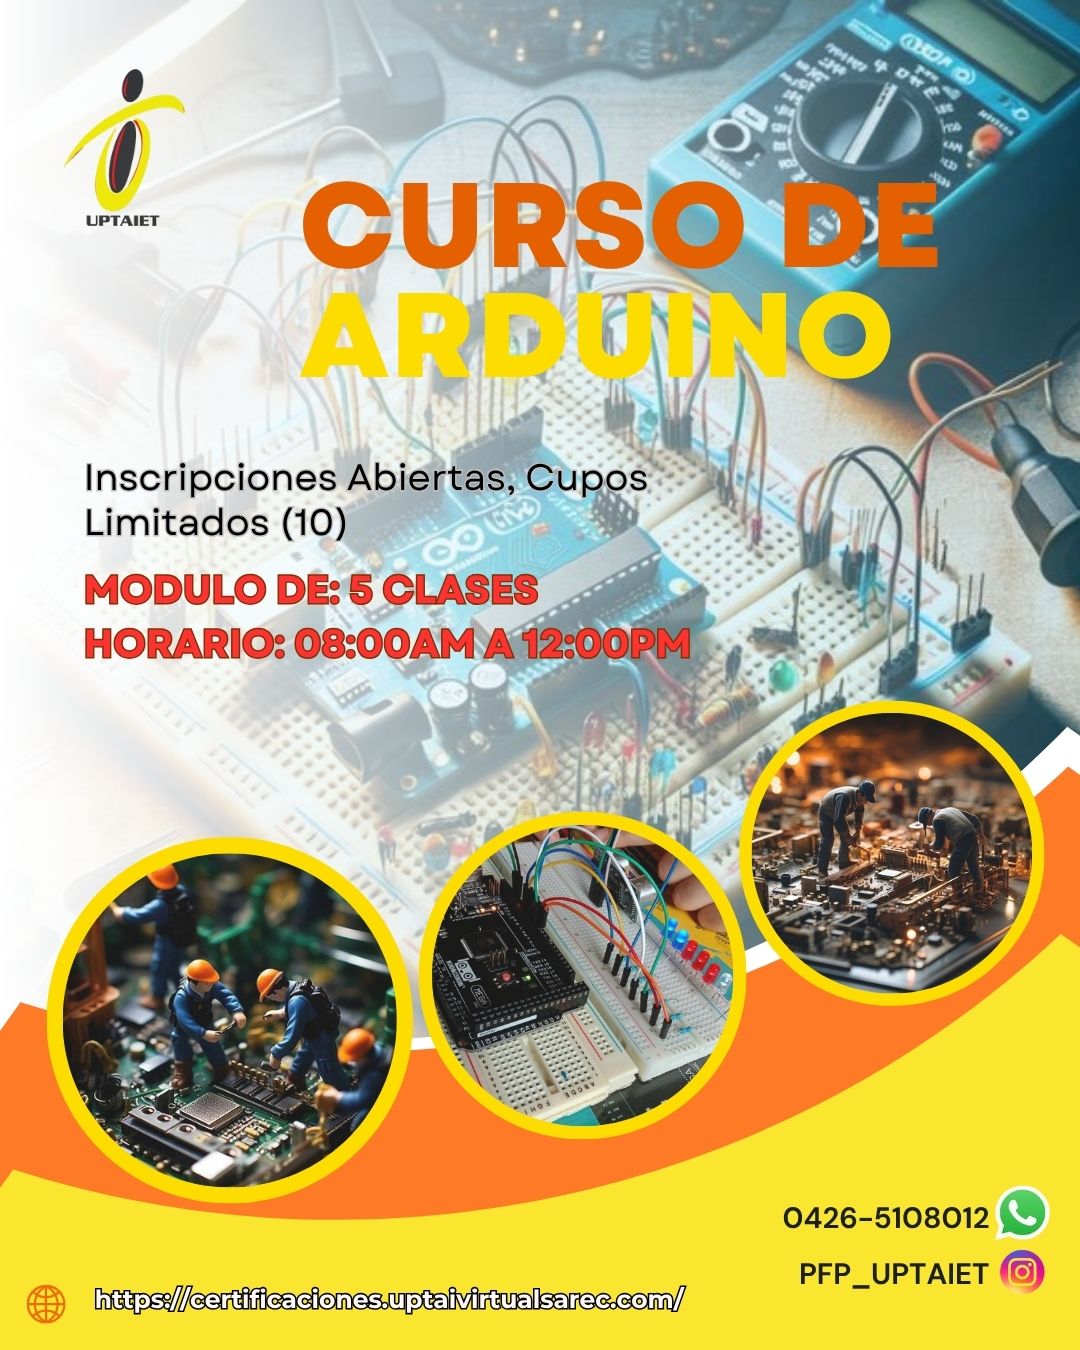 UPTAIET
CURSO DE
ARDUINO
Inscripciones Abiertas, Cupos
Limitados (10)
MODULO DE: 5 CLASES
HORARIO: 08:00AM A 12:00PM
0426-5108012
PFP_UPTAIET
https://certificaciones.uptaivirtualsarec.com/